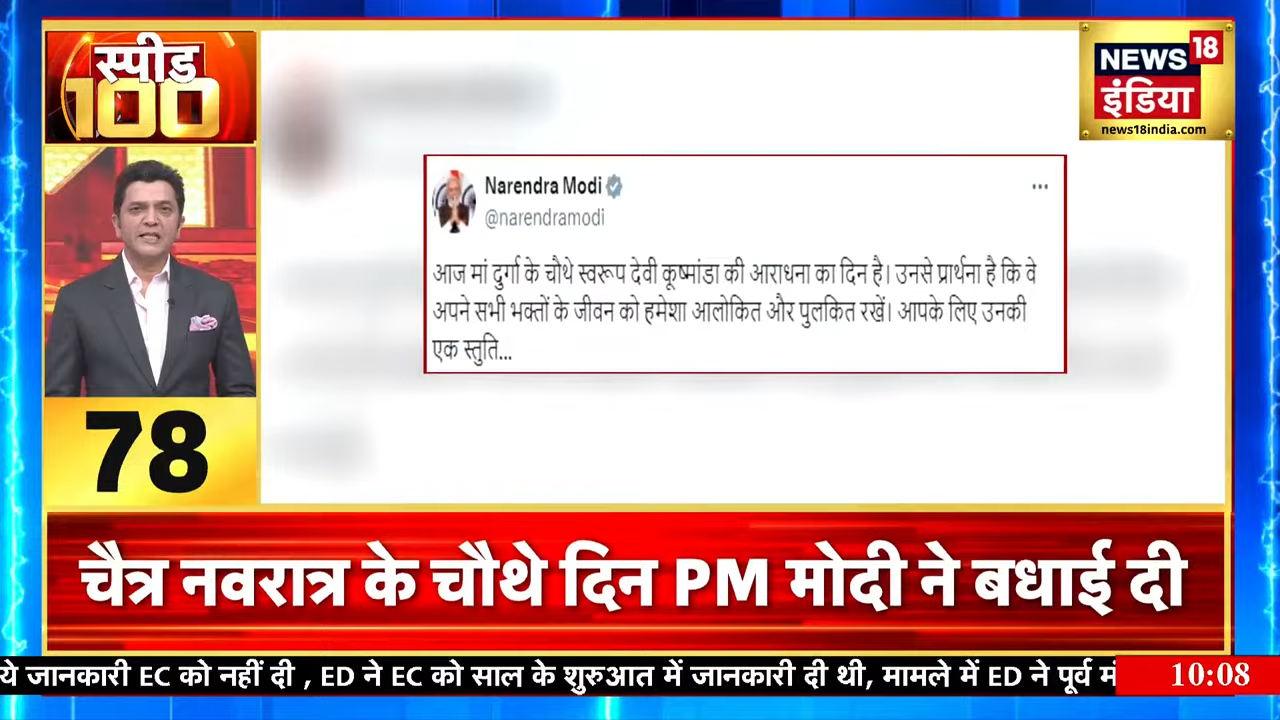 स्पीड
100
NEWS 18
इंडिया
news18india.com
Narendra Modi
@narendramodi
आज मां दुर्गा के चौथे स्वरूप देवी कूष्मांडा की आराधना का दिन है। उनसे प्रार्थना है कि वे
अपने सभी भक्तों के जीवन को हमेशा आलोकित और पुलकित रखें। आपके लिए उनकी
एक स्तुति...
78
चैत्र नवरात्र के चौथे दिन PM मोदी ने बधाई दी
ये जानकारी EC को नहीं दी , ED ने EC को साल के शुरुआत में जानकारी दी थी, मामले में ED ने पूर्व
10:08